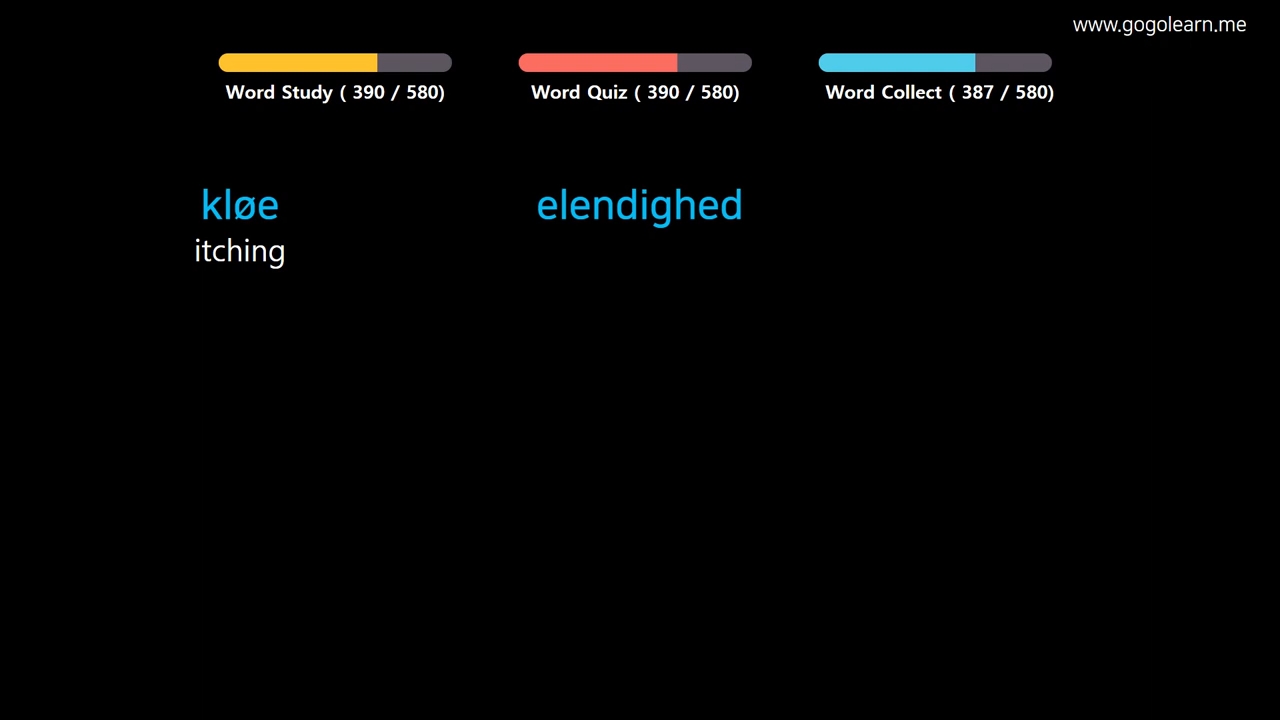 www.gogolearn.me
Word Study ( 390 / 580)
Word Quiz ( 390 / 580)
Word Collect ( 387 / 580)
kløe
elendighed
itching